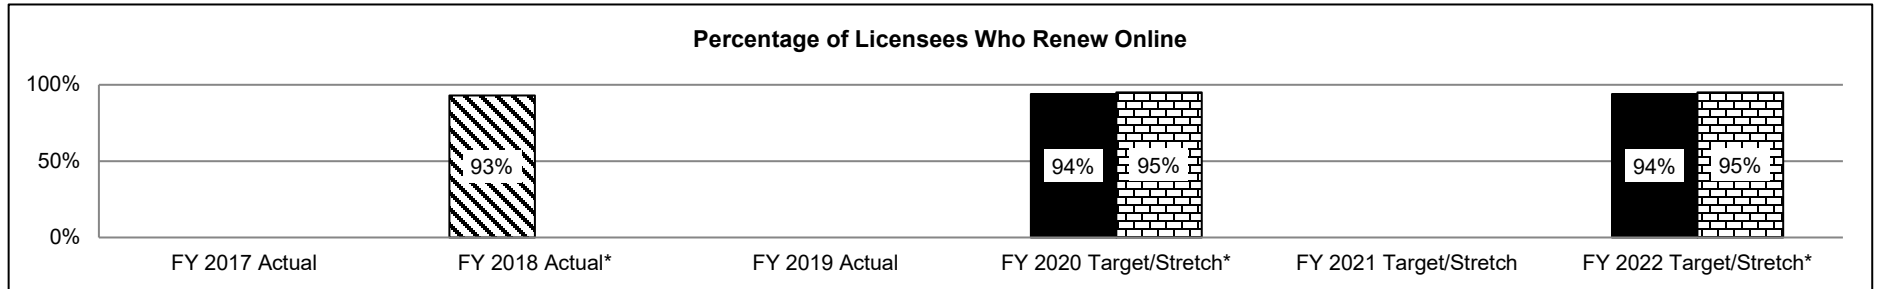 Percentage of Licensees Who Renew Online
100%
50%
0%
93%
94%
95%
94%
95%
FY 2017 Actual
FY 2018 Actual*
FY 2019 Actual
FY 2020 Target/Stretch*
FY 2021 Target/Stretch
FY 2022 Target/Stretch*